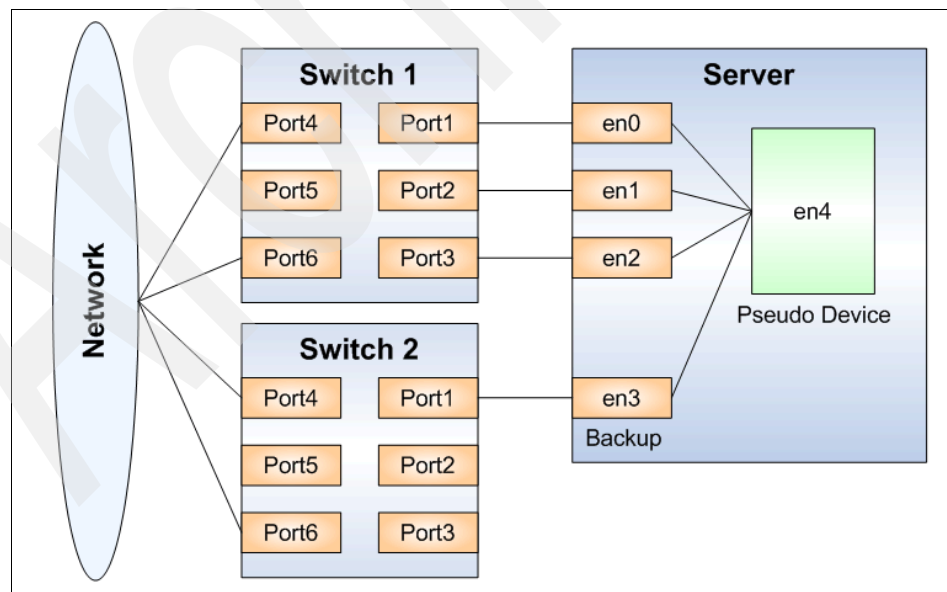 Network
Switch 1
Port4
Port1
Port5
Port2
Port6
Port3
Switch 2
Port4
Port1
Port5
Port2
Port6
Port3
Server
en0
en1
en2
en3
Backup
en4
Pseudo Device